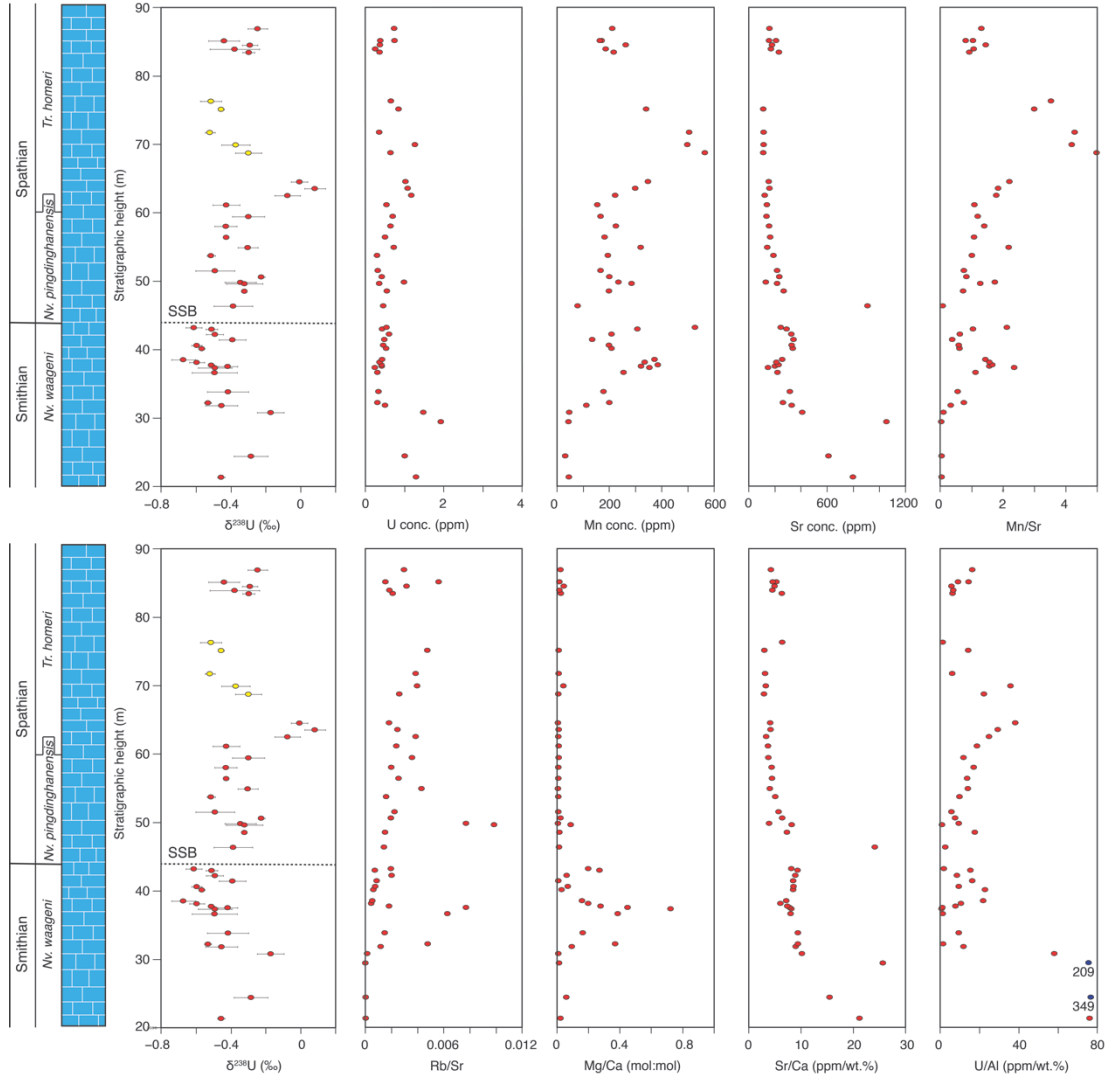 Spathian
Smithian
Tr. homeri
Nv. pingdinghanensis
Nv. waageni
Stratigraphic height (m)
90
80
70
60
50
40
30
20
SSB
−0.8 −0.4 0
δ²³⁸U (‰)
0 2 4
U conc. (ppm)
0 200 400 600
Mn conc. (ppm)
0 600 1200
Sr conc. (ppm)
0 2 4
Mn/Sr
Spathian
Smithian
Tr. homeri
Nv. pingdinghanensis
Nv. waageni
Stratigraphic height (m)
90
80
70
60
50
40
30
20
SSB
209
349
−0.8 −0.4 0
δ²³⁸U (‰)
0 0.006 0.012
Rb/Sr
0 0.4 0.8
Mg/Ca (mol:mol)
0 10 20 30
Sr/Ca (ppm/wt.%)
0 40 80
U/Al (ppm/wt.%)